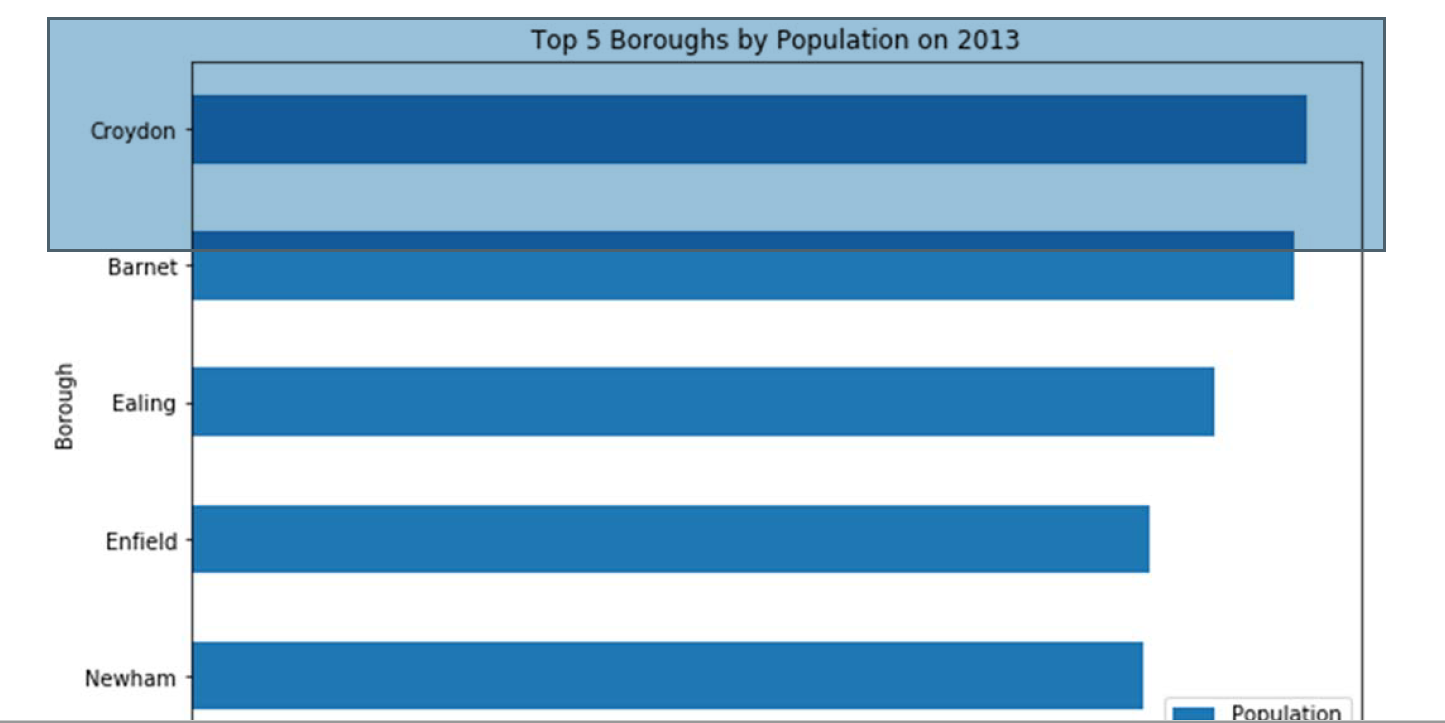 Top 5 Boroughs by Population on 2013
Croydon
Barnet
Ealing
Borough
Enfield
Newham
Population